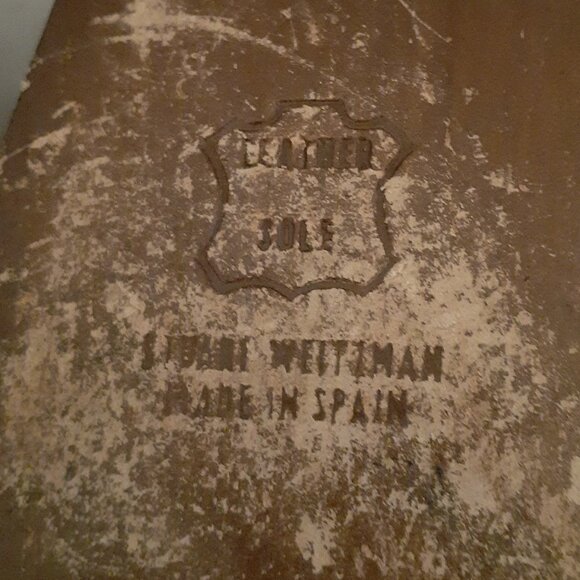 LEATHER
SOLE
STUART WEITZMAN
MADE IN SPAIN